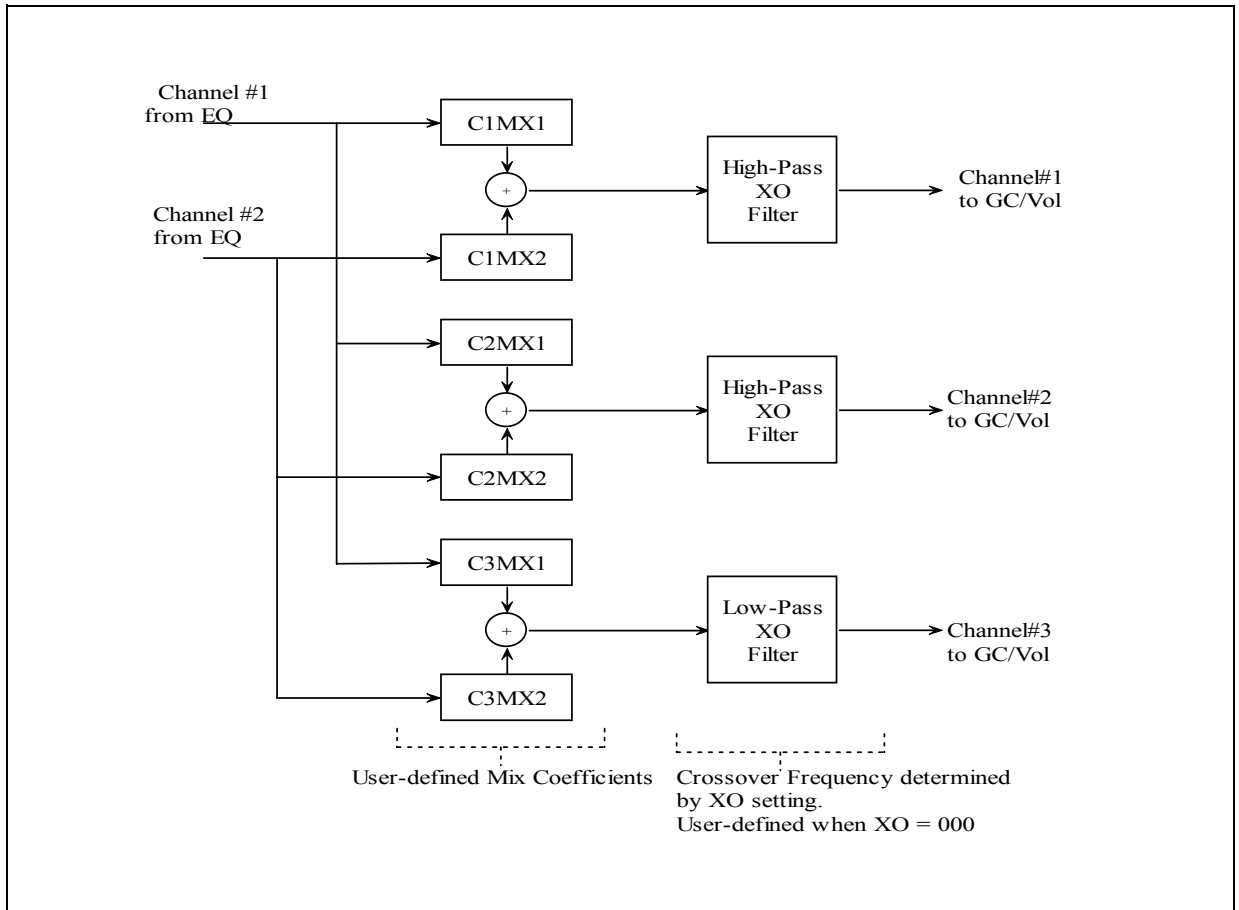 Channel #1
from EQ
C1MX1
+
High-Pass
XO
Filter
Channel#1
to GC/Vol
Channel #2
from EQ
C1MX2
C2MX1
+
High-Pass
XO
Filter
Channel#2
to GC/Vol
C2MX2
C3MX1
+
Low-Pass
XO
Filter
Channel#3
to GC/Vol
C3MX2
User-defined Mix Coefficients
Crossover Frequency determined
by XO setting.
User-defined when XO = 000